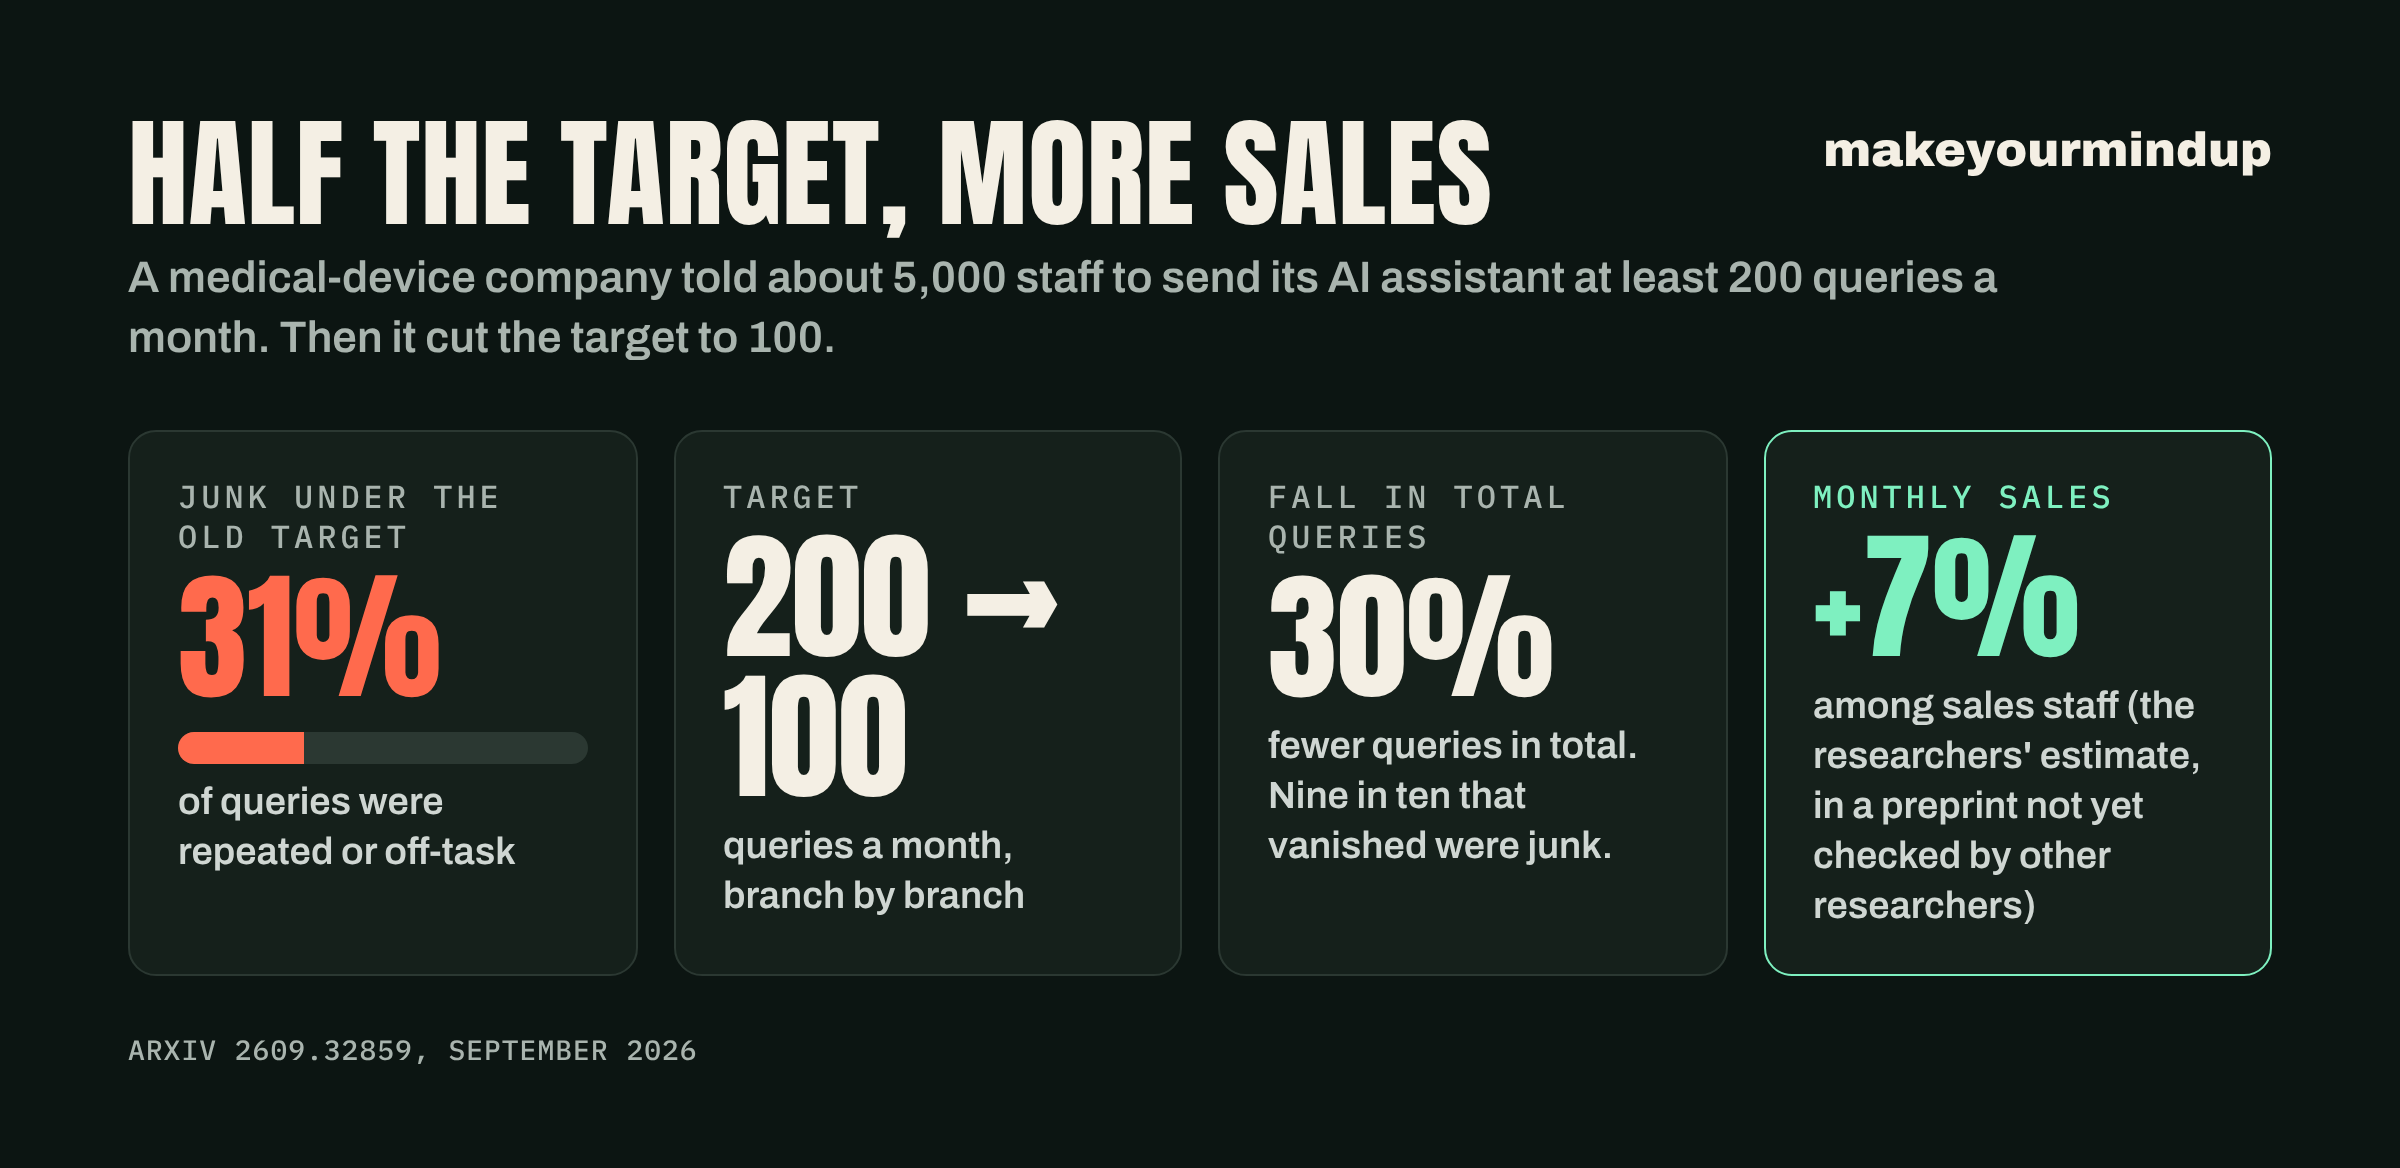 HALF THE TARGET, MORE SALES
makeyourmindup
A medical-device company told about 5,000 staff to send its AI assistant at least 200 queries a
month. Then it cut the target to 100.
JUNK UNDER THE
OLD TARGET
31%
of queries were
repeated or off-task
TARGET
200 →
100
queries a month,
branch by branch
FALL IN TOTAL
QUERIES
30%
fewer queries in total.
Nine in ten that
vanished were junk.
MONTHLY SALES
+7%
among sales staff (the
researchers' estimate,
in a preprint not yet
checked by other
researchers)
ARXIV 2609.32859, SEPTEMBER 2026